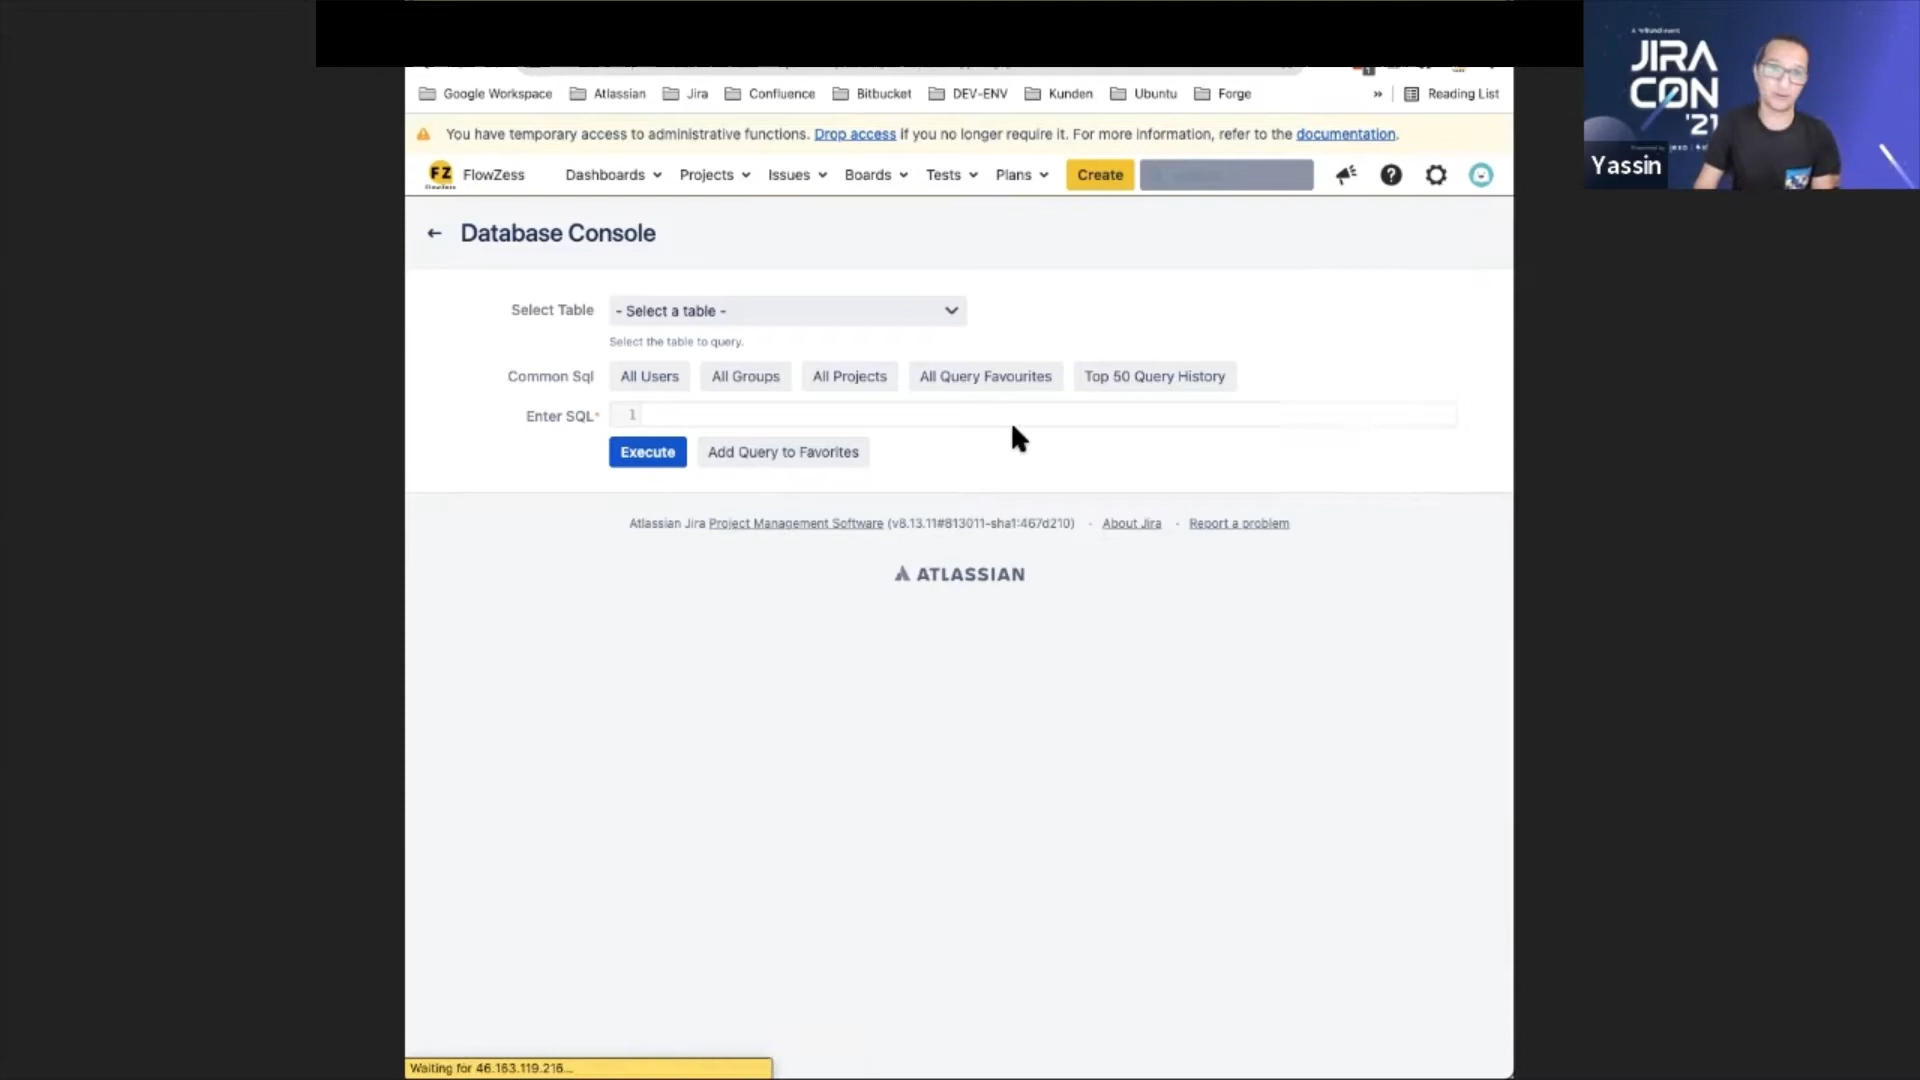 JIRA
CON
'21
Yassin
Google Workspace Atlassian Jira Confluence Bitbucket DEV-ENV Kunden Ubuntu Forge » Reading List
You have temporary access to administrative functions. Drop access if you no longer require it. For more information, refer to the documentation.
FZ FlowZess Dashboards Projects Issues Boards Tests Plans Create
Database Console
Select Table - Select a table -
Select the table to query.
Common Sql All Users All Groups All Projects All Query Favourites Top 50 Query History
Enter SQL* 1
Execute Add Query to Favorites
Atlassian Jira Project Management Software (v8.13.11#813011-sha1:467d210) · About Jira · Report a problem
ATLASSIAN
Waiting for 46.163.119.216...